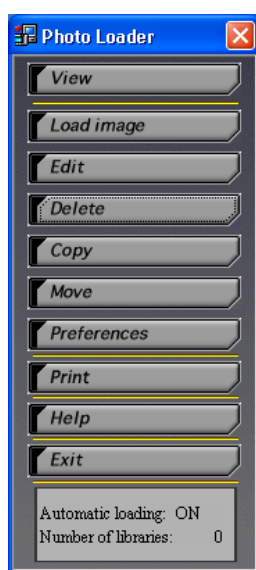 Photo Loader
View
Load image
Edit
Delete
Copy
Move
Preferences
Print
Help
Exit
Automatic loading: ON
Number of libraries: 0